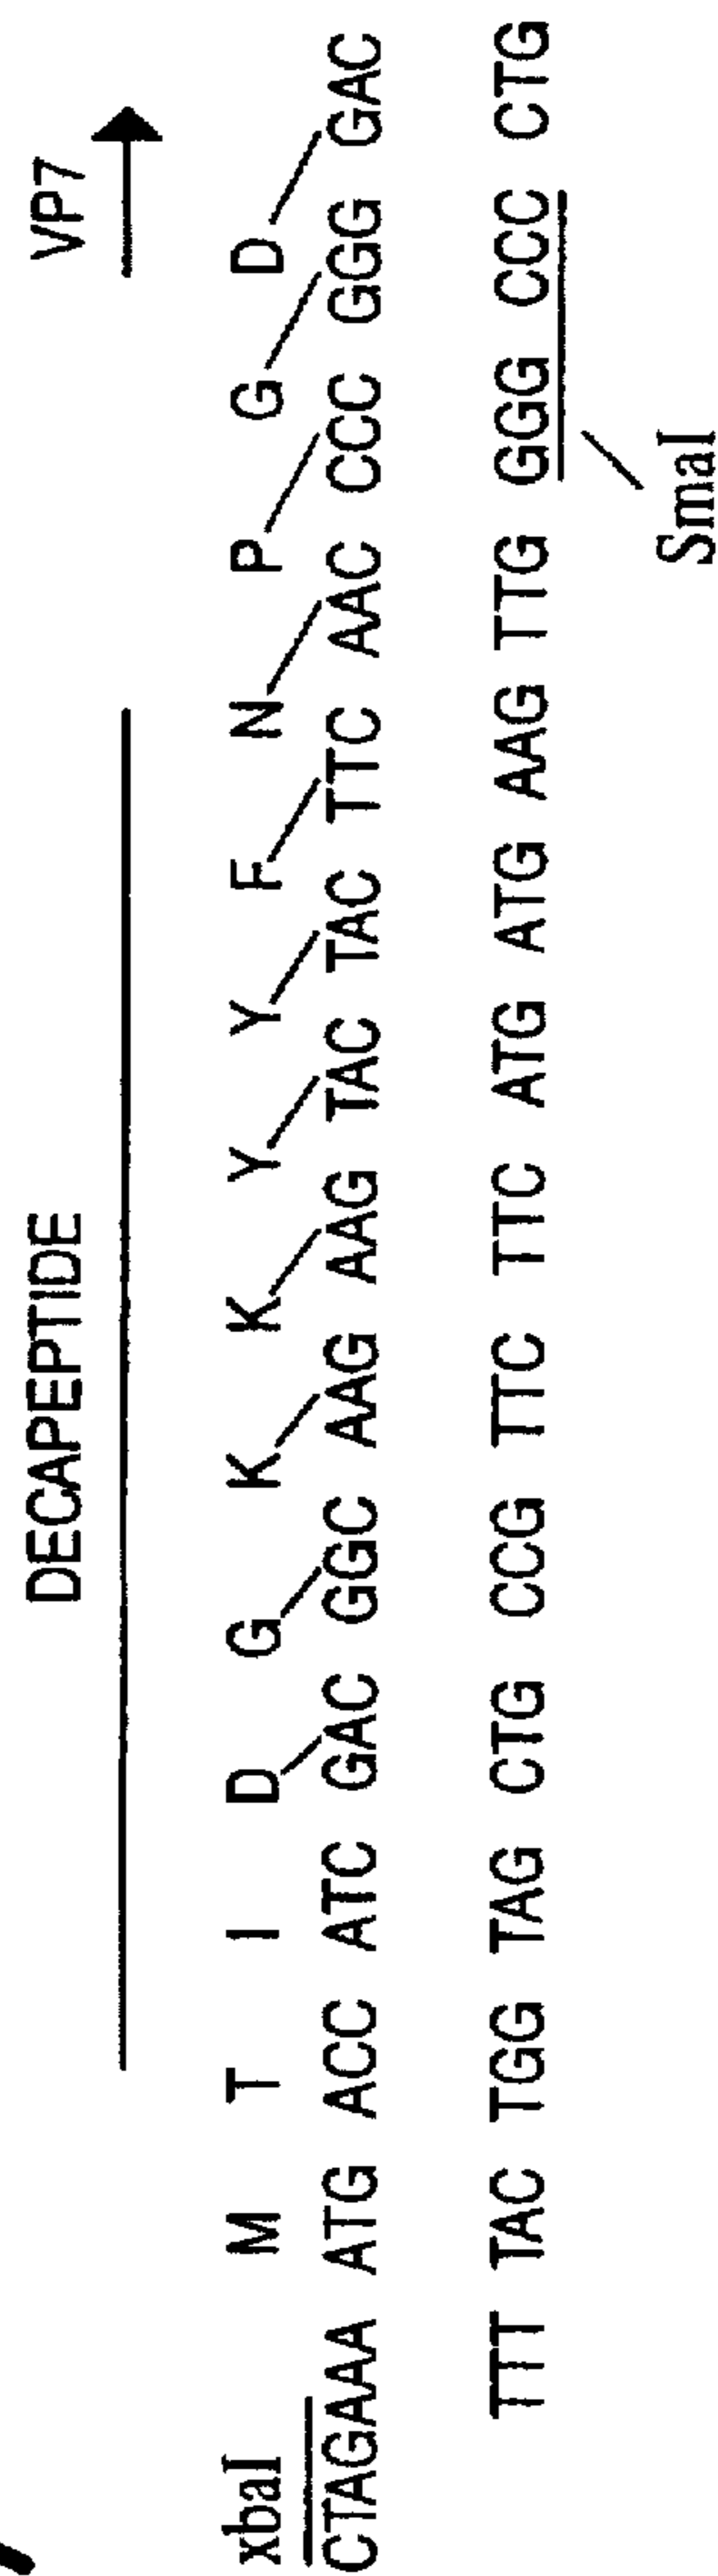 DECAPEPTIDE VP7
xbaI M T I D G K K Y Y F N P G D
CTAGAAA ATG ACC ATC GAC GGC AAG AAG TAC TAC TTC AAC CCC GGG GAC
TTT TAC TGG TAG CTG CCG TTC TTC ATG ATG AAG TTG GGG CCC CTG
SmaI